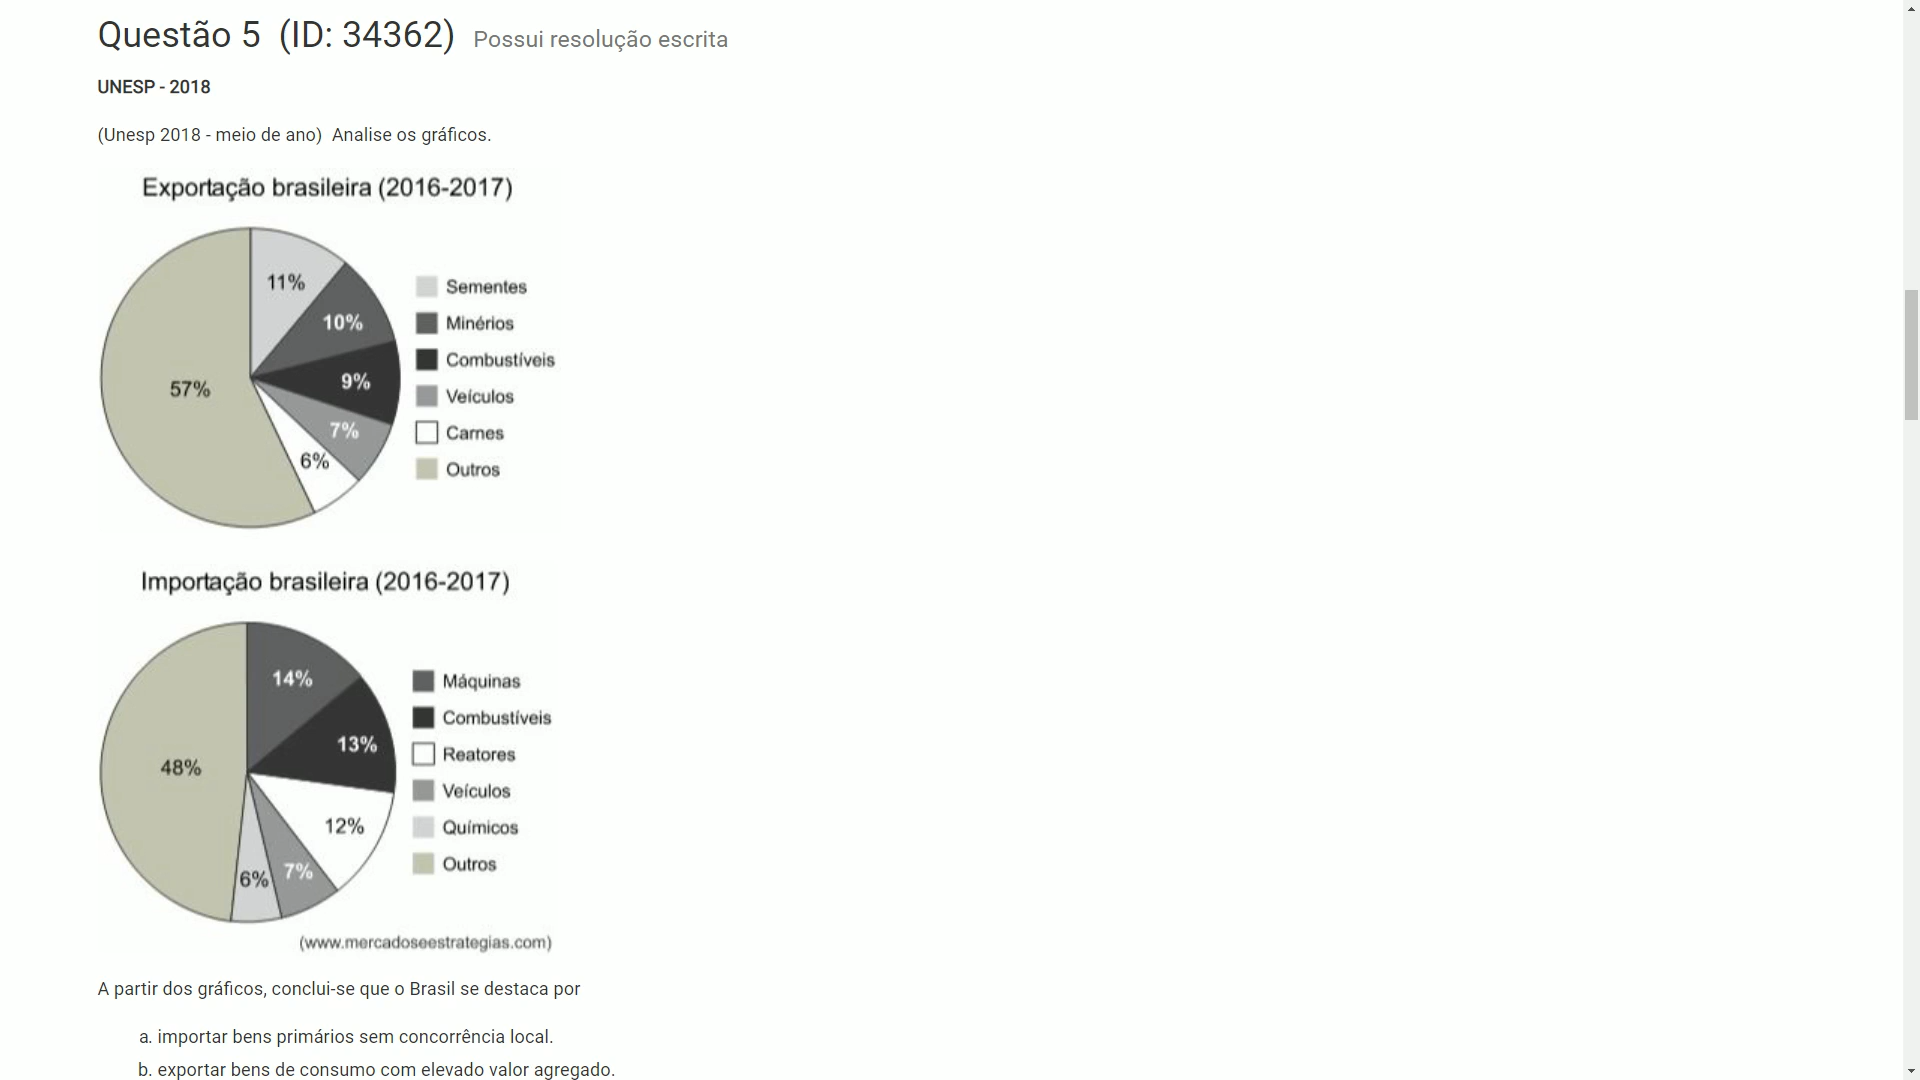 Questão 5 (ID: 34362) Possui resolução escrita
UNESP - 2018
(Unesp 2018 - meio de ano) Analise os gráficos.
Exportação brasileira (2016-2017)
11%
10%
9%
7%
6%
57%
Sementes
Minérios
Combustíveis
Veículos
Carnes
Outros
Importação brasileira (2016-2017)
14%
13%
12%
7%
6%
48%
Máquinas
Combustíveis
Reatores
Veículos
Químicos
Outros
(www.mercadoseestrategias.com)
A partir dos gráficos, conclui-se que o Brasil se destaca por
a. importar bens primários sem concorrência local.
b. exportar bens de consumo com elevado valor agregado.